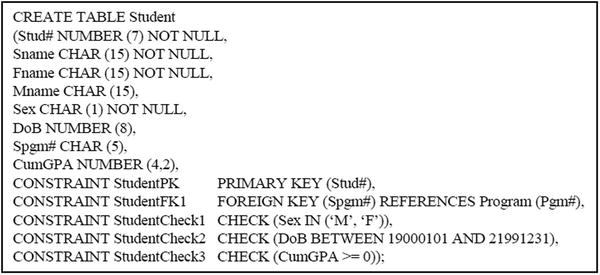 CREATE TABLE Student
(Stud# NUMBER (7) NOT NULL,
Sname CHAR (15) NOT NULL,
Fname CHAR (15) NOT NULL,
Mname CHAR (15),
Sex CHAR (1) NOT NULL,
DoB NUMBER (8),
Spgm# CHAR (5),
CumGPA NUMBER (4,2),
CONSTRAINT StudentPK PRIMARY KEY (Stud#),
CONSTRAINT StudentFK1 FOREIGN KEY (Spgm#) REFERENCES Program (Pgm#),
CONSTRAINT StudentCheck1 CHECK (Sex IN (‘M’, ‘F’)),
CONSTRAINT StudentCheck2 CHECK (DoB BETWEEN 19000101 AND 21991231),
CONSTRAINT StudentCheck3 CHECK (CumGPA >= 0));